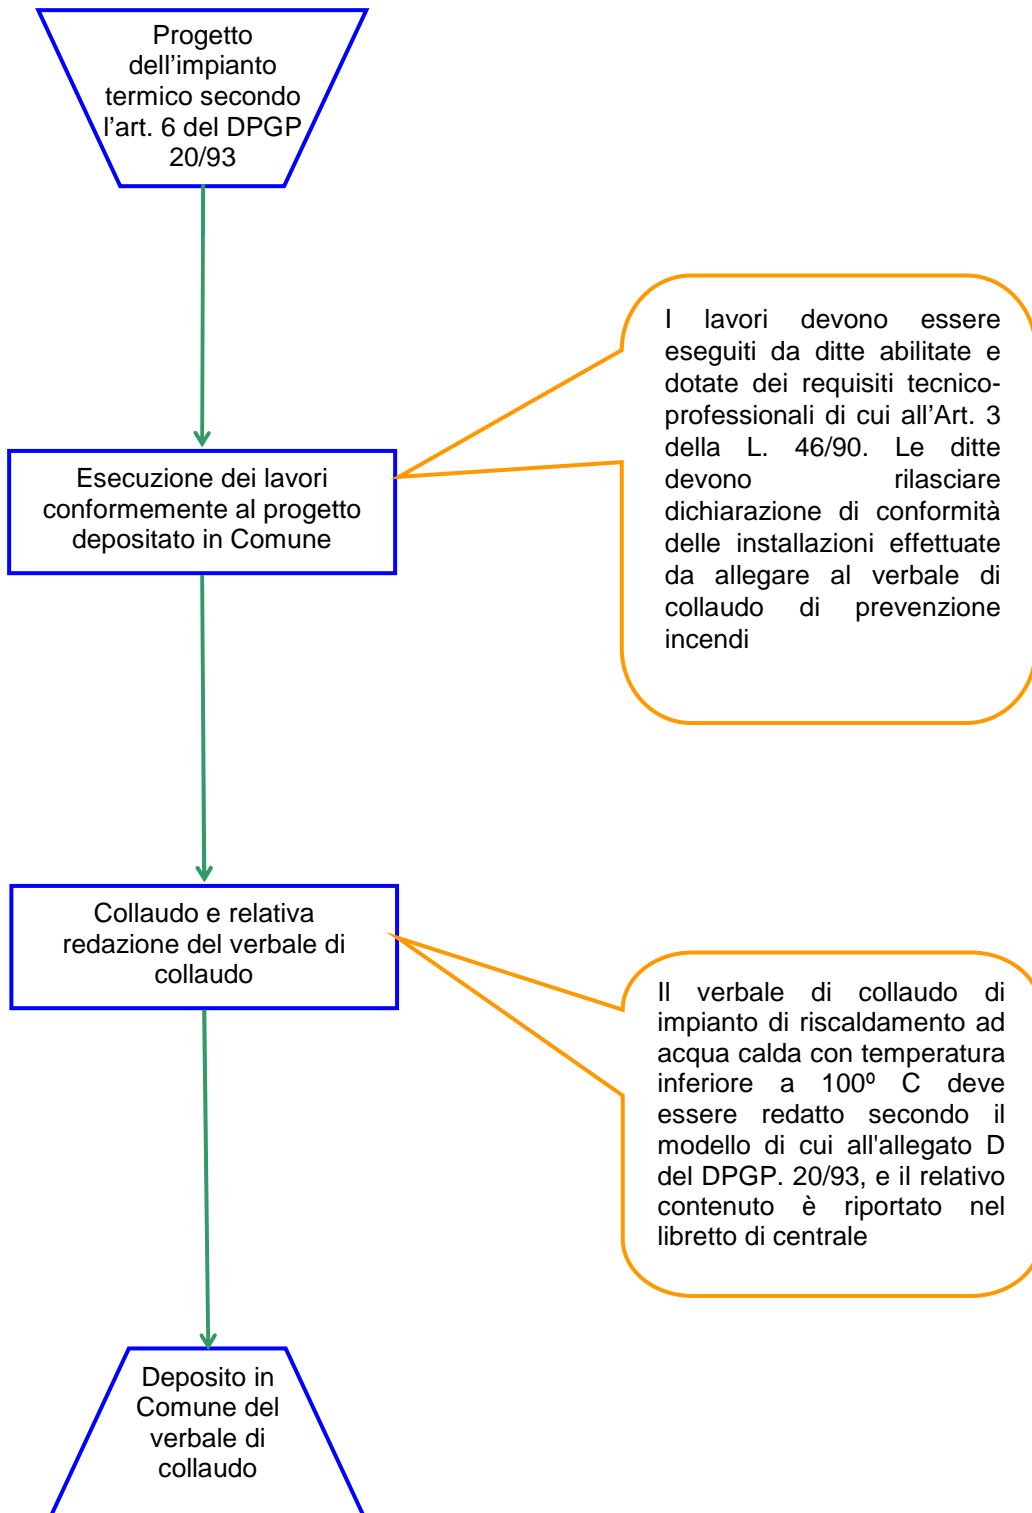 Progetto
dell'impianto
termico secondo
l'art. 6 del DPGP
20/93
I lavori devono essere
eseguiti da ditte abilitate e
dotate dei requisiti tecnico-
professionali di cui all'Art. 3
della L. 46/90. Le ditte
devono rilasciare
dichiarazione di conformità
delle installazioni effettuate
da allegare al verbale di
collaudo di prevenzione
incendi
Esecuzione dei lavori
conformemente al progetto
depositato in Comune
Collaudo e relativa
redazione del verbale di
collaudo
Il verbale di collaudo di
impianto di riscaldamento ad
acqua calda con temperatura
inferiore a 100º C deve
essere redatto secondo il
modello di cui all'allegato D
del DPGP. 20/93, e il relativo
contenuto è riportato nel
libretto di centrale
Deposito in
Comune del
verbale di
collaudo